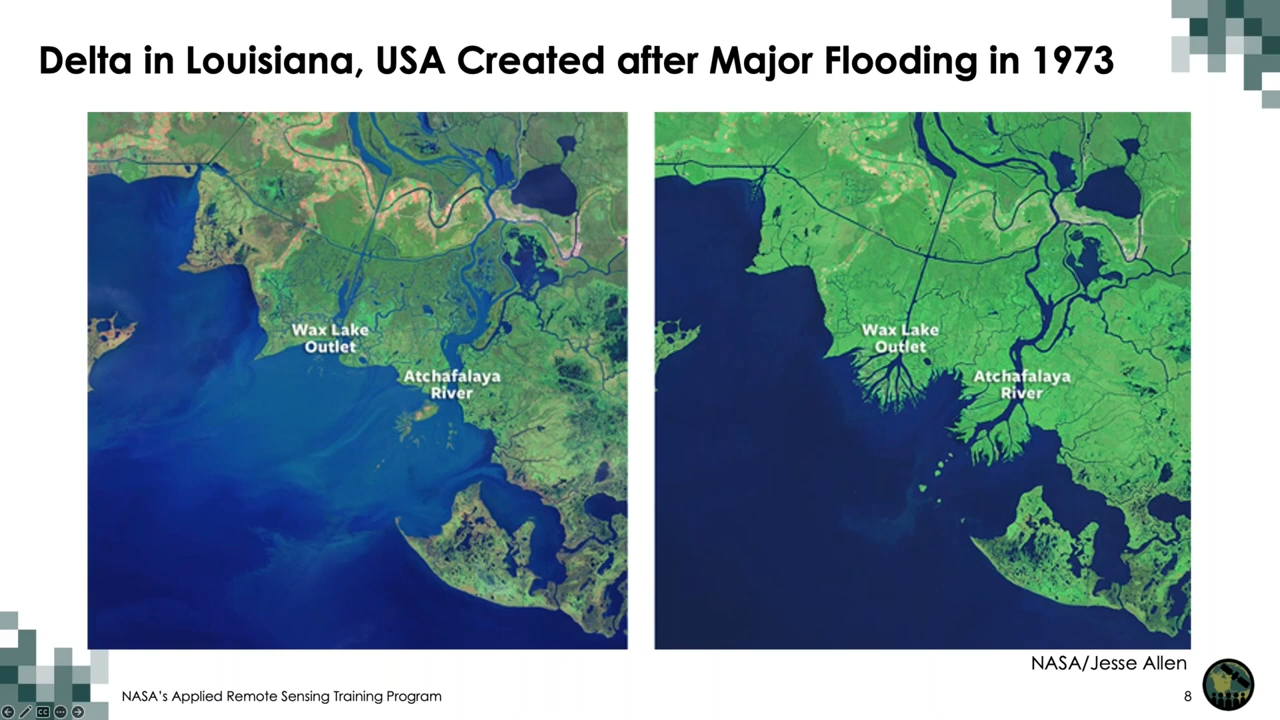 Delta in Louisiana, USA Created after Major Flooding in 1973
Wax Lake
Outlet
Atchafalaya
River
Wax Lake
Outlet
Atchafalaya
River
NASA/Jesse Allen
NASA's Applied Remote Sensing Training Program
8
CC